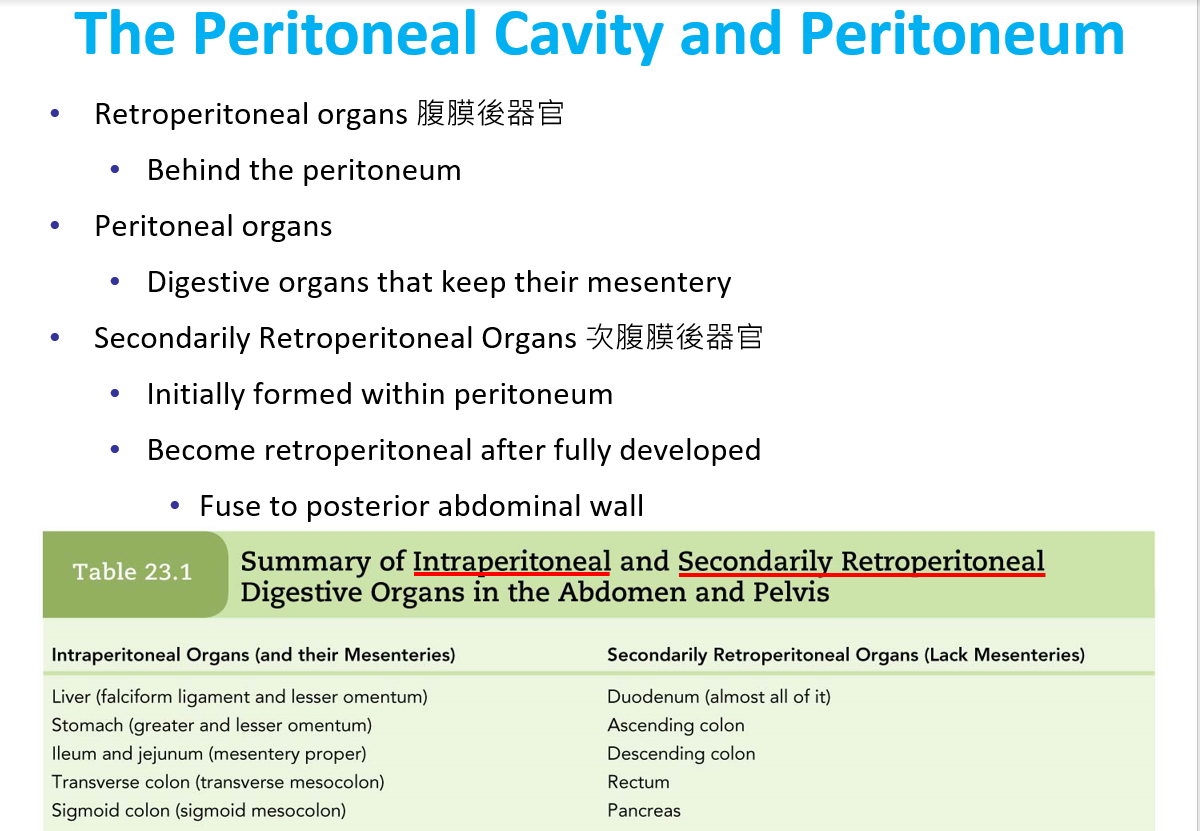 The Peritoneal Cavity and Peritoneum
• Retroperitoneal organs 腹膜後器官
• Behind the peritoneum
• Peritoneal organs
• Digestive organs that keep their mesentery
• Secondarily Retroperitoneal Organs 次腹膜後器官
• Initially formed within peritoneum
• Become retroperitoneal after fully developed
• Fuse to posterior abdominal wall
Table 23.1
Summary of Intraperitoneal and Secondarily Retroperitoneal
Digestive Organs in the Abdomen and Pelvis
Intraperitoneal Organs (and their Mesenteries)
Liver (falciform ligament and lesser omentum)
Stomach (greater and lesser omentum)
Ileum and jejunum (mesentery proper)
Transverse colon (transverse mesocolon)
Sigmoid colon (sigmoid mesocolon)
Secondarily Retroperitoneal Organs (Lack Mesenteries)
Duodenum (almost all of it)
Ascending colon
Descending colon
Rectum
Pancreas